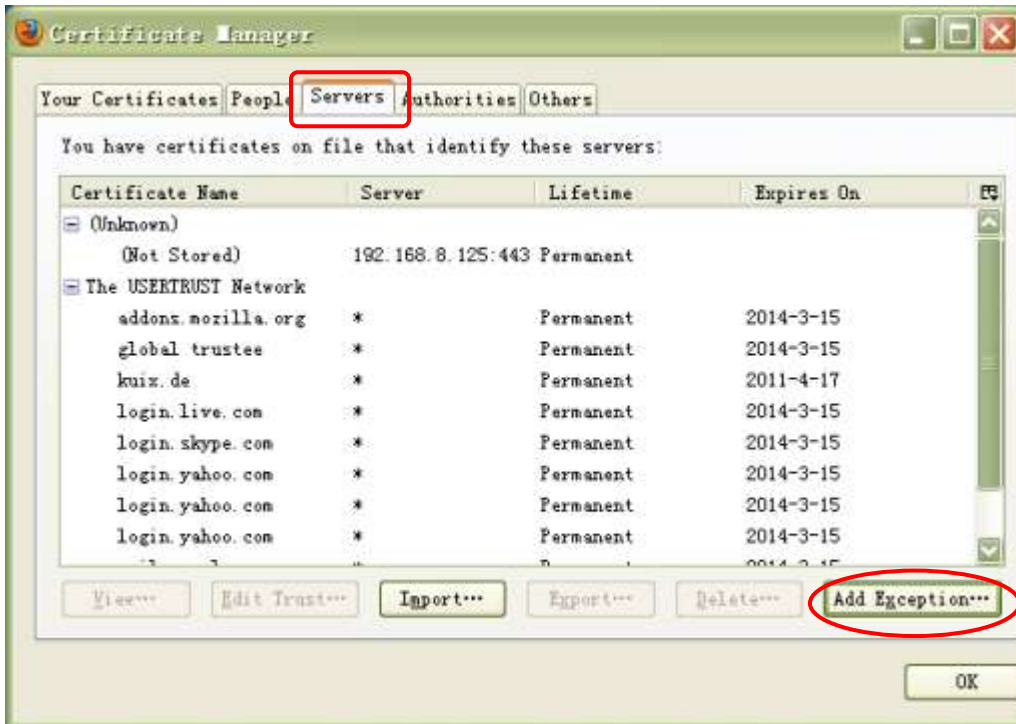 Certificate Manager
Your Certificates People Servers Authorities Others
You have certificates on file that identify these servers:
Certificate Name Server Lifetime Expires On
(Unknown)
(Not Stored) 192.168.8.125:443 Permanent
The USERTRUST Network
addons.mozilla.org * Permanent 2014-3-15
global trustee * Permanent 2014-3-15
kuix.de * Permanent 2011-4-17
login.live.com * Permanent 2014-3-15
login.skype.com * Permanent 2014-3-15
login.yahoo.com * Permanent 2014-3-15
login.yahoo.com * Permanent 2014-3-15
login.yahoo.com * Permanent 2014-3-15
View… Edit Trust… Import… Export… Delete… Add Exception…
OK